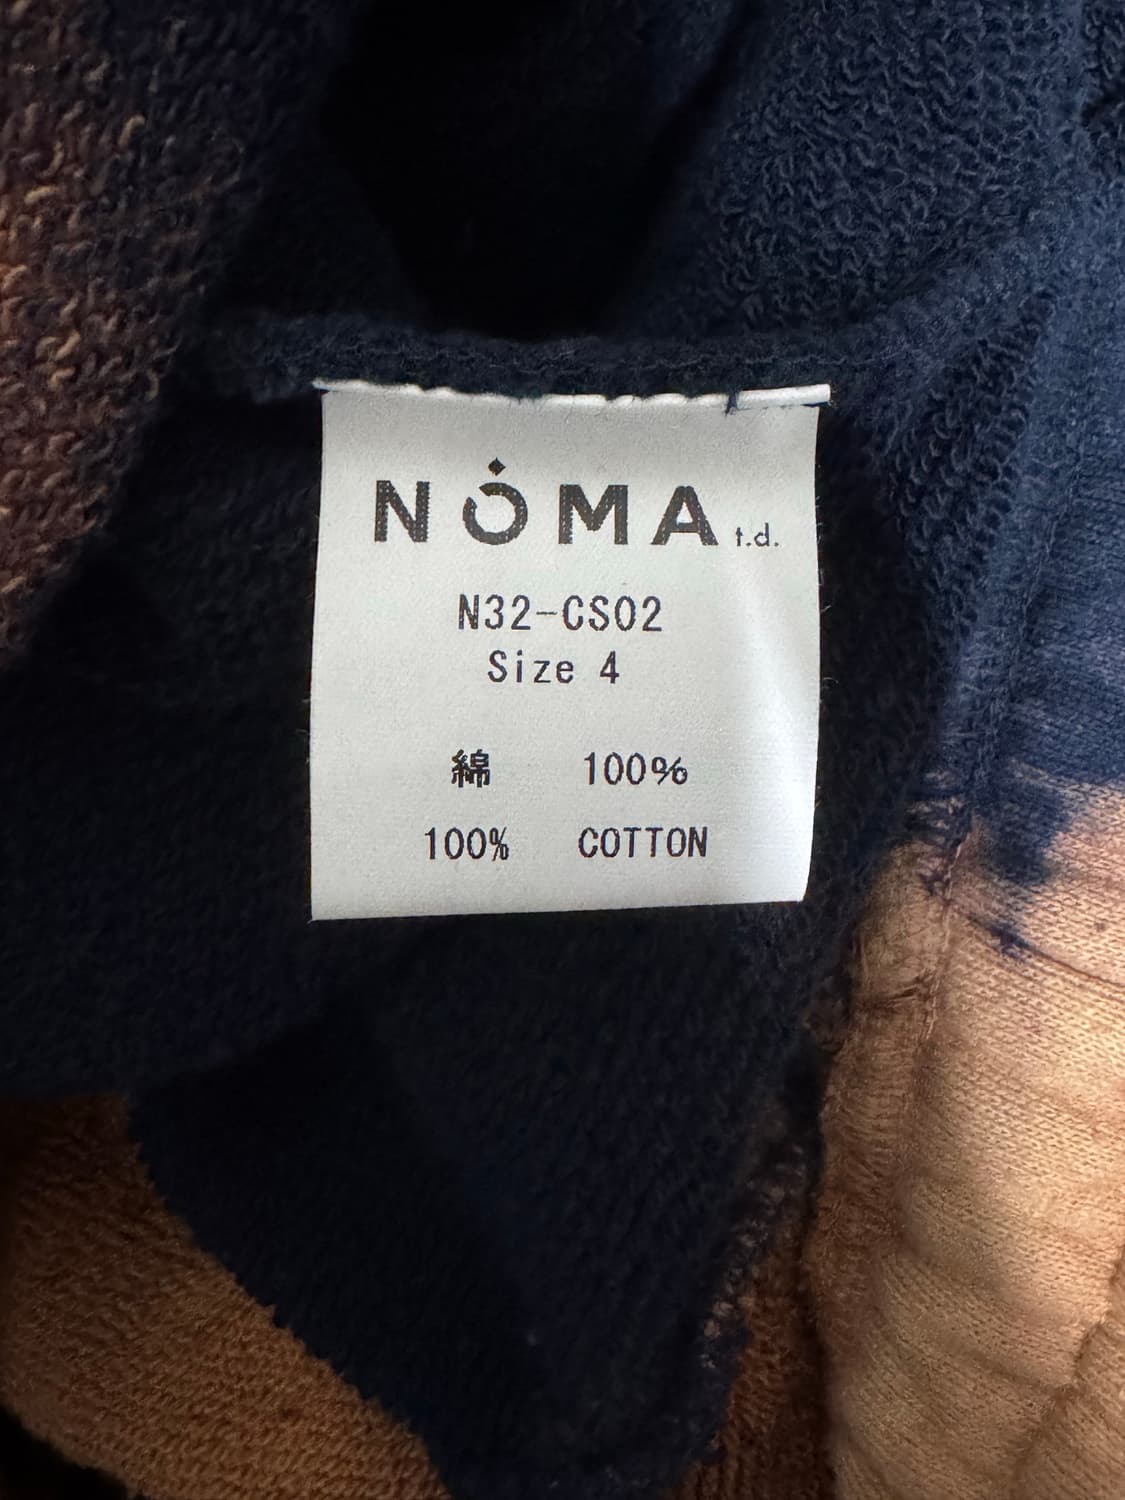 NOMA t.d.
N32-CS02
Size 4
綿 100%
100% COTTON